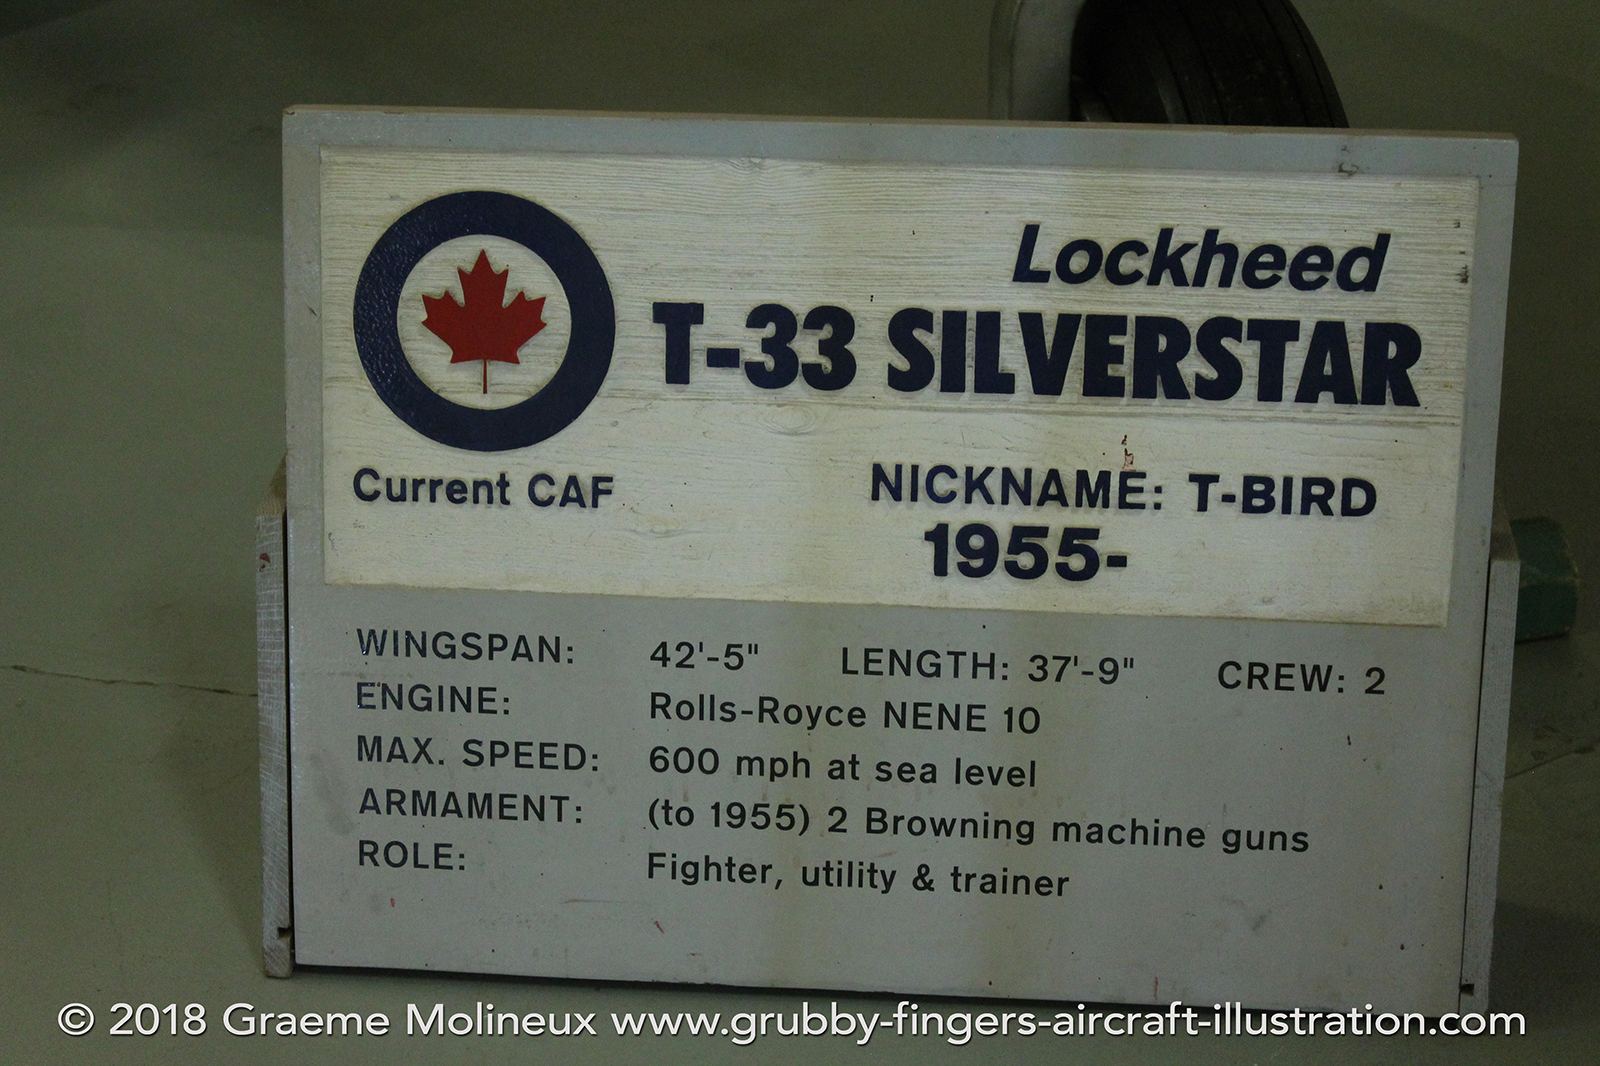 Lockheed
T-33 SILVERSTAR
Current CAF
NICKNAME: T-BIRD
1955-
WINGSPAN: 42'-5" LENGTH: 37'-9" CREW: 2
ENGINE: Rolls-Royce NENE 10
MAX. SPEED: 600 mph at sea level
ARMAMENT: (to 1955) 2 Browning machine guns
ROLE: Fighter, utility & trainer
© 2018 Graeme Molineux www.grubby-fingers-aircraft-illustration.com